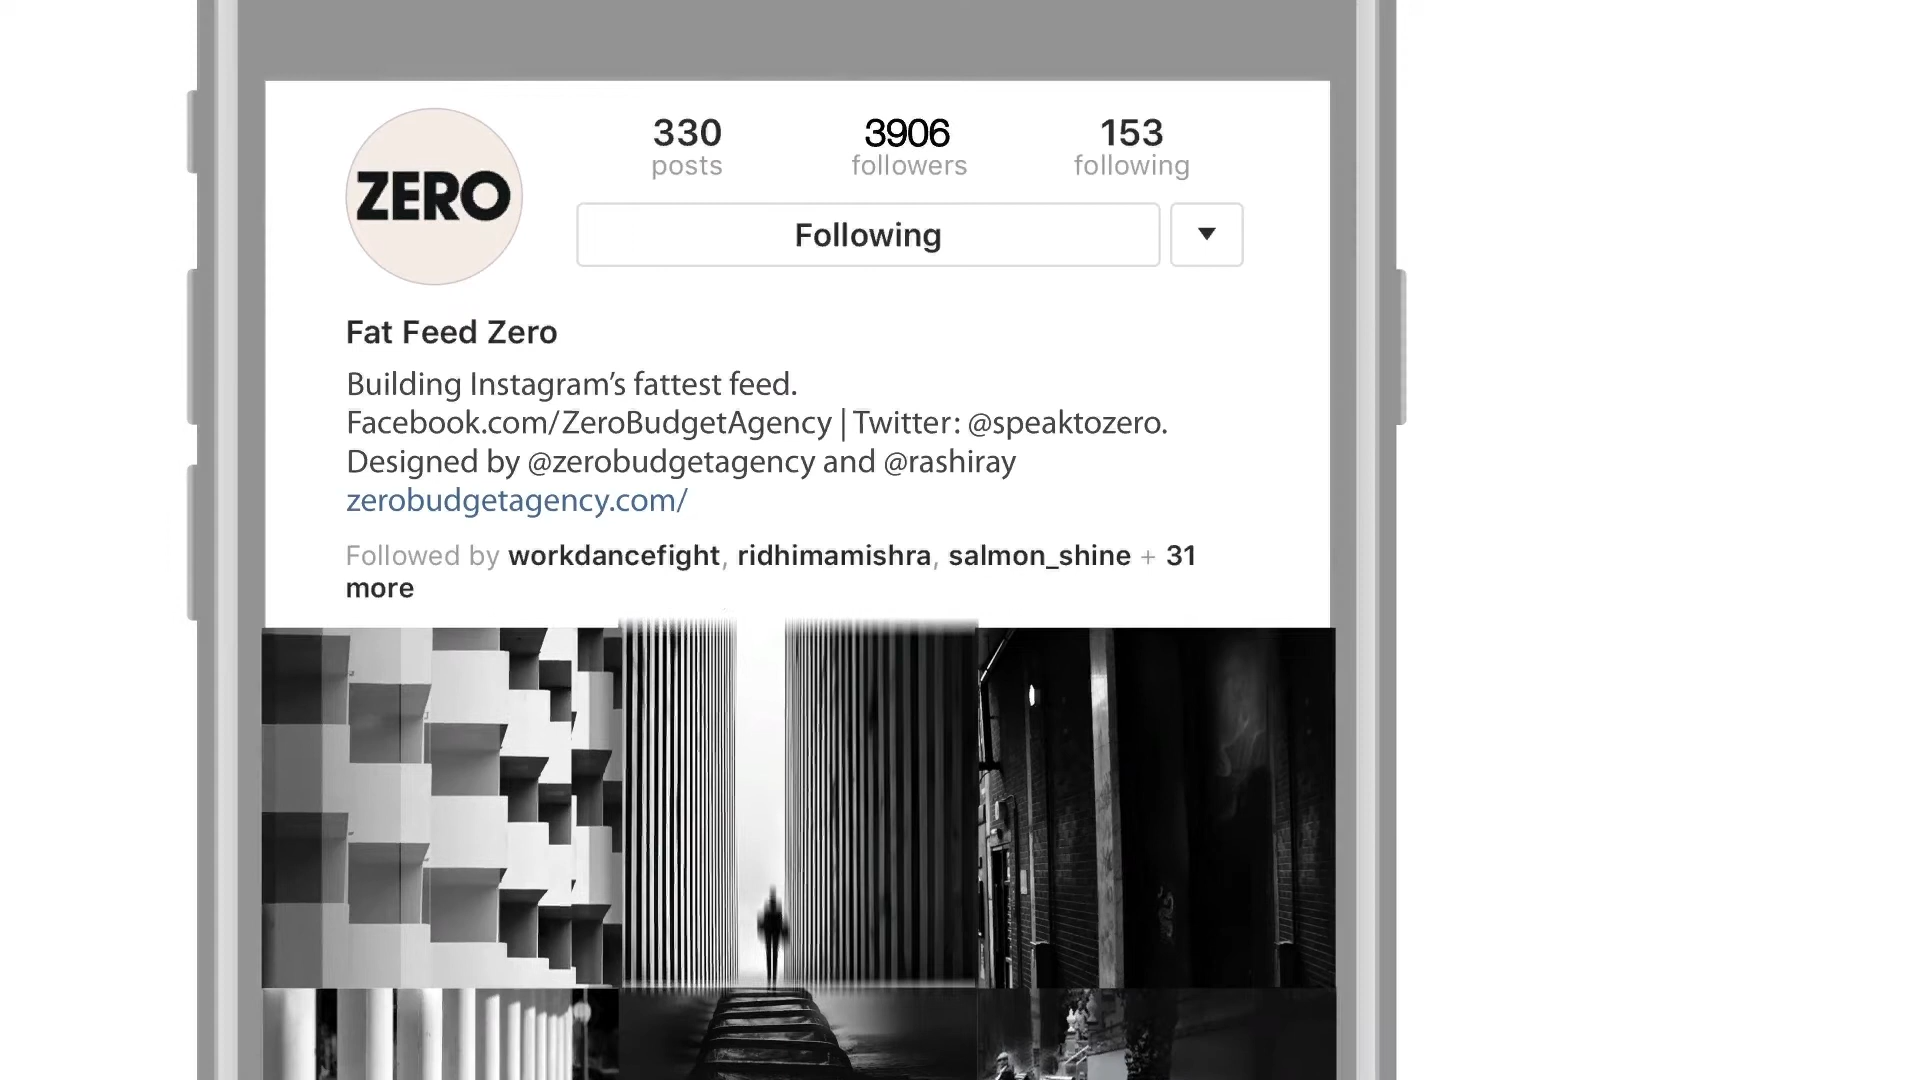 ZERO
330 3906 153
posts followers following
Following
Fat Feed Zero
Building Instagram’s fattest feed.
Facebook.com/ZeroBudgetAgency | Twitter: @speaktozero.
Designed by @zerobudgetagency and @rashiray
zerobudgetagency.com/
Followed by workdancefight, ridhimamishra, salmon_shine + 31
more